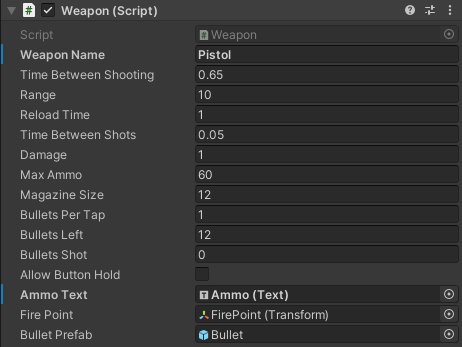 # Weapon (Script)
Script # Weapon
Weapon Name Pistol
Time Between Shooting 0.65
Range 10
Reload Time 1
Time Between Shots 0.05
Damage 1
Max Ammo 60
Magazine Size 12
Bullets Per Tap 1
Bullets Left 12
Bullets Shot 0
Allow Button Hold
Ammo Text T Ammo (Text)
Fire Point FirePoint (Transform)
Bullet Prefab Bullet